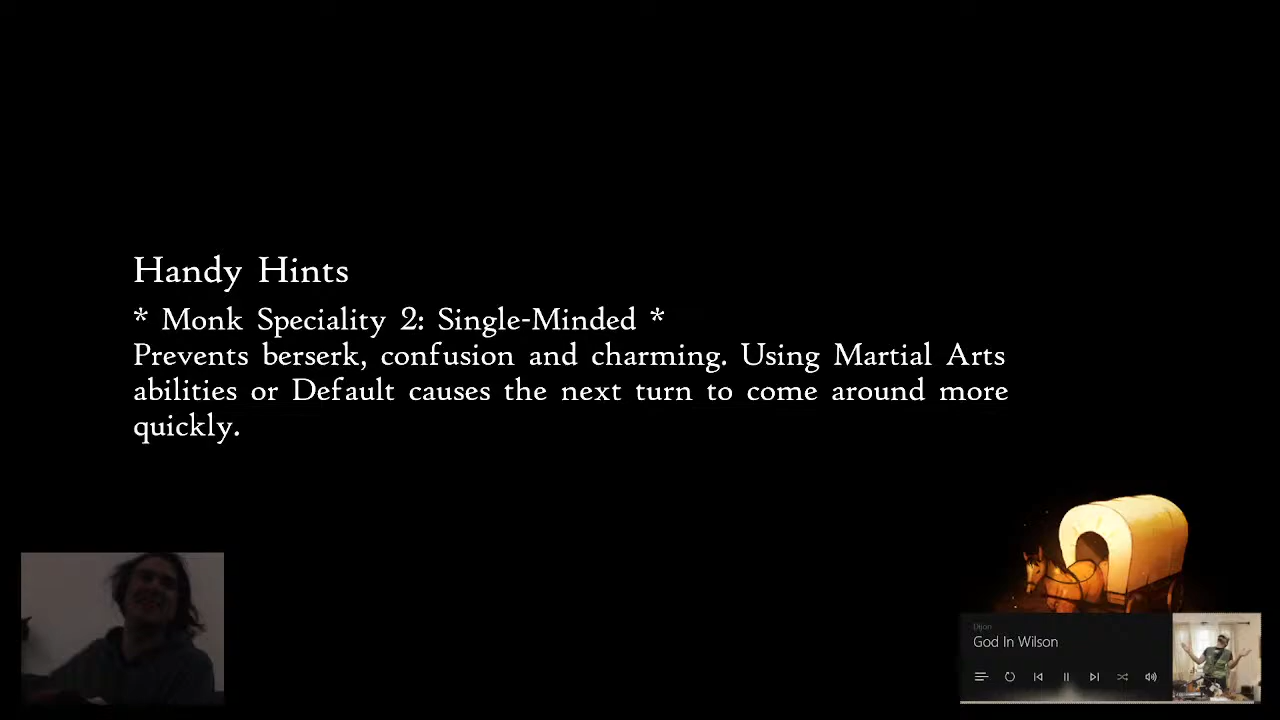 Handy Hints
* Monk Speciality 2: Single-Minded *
Prevents berserk, confusion and charming. Using Martial Arts
abilities or Default causes the next turn to come around more
quickly.
Dijon
God In Wilson